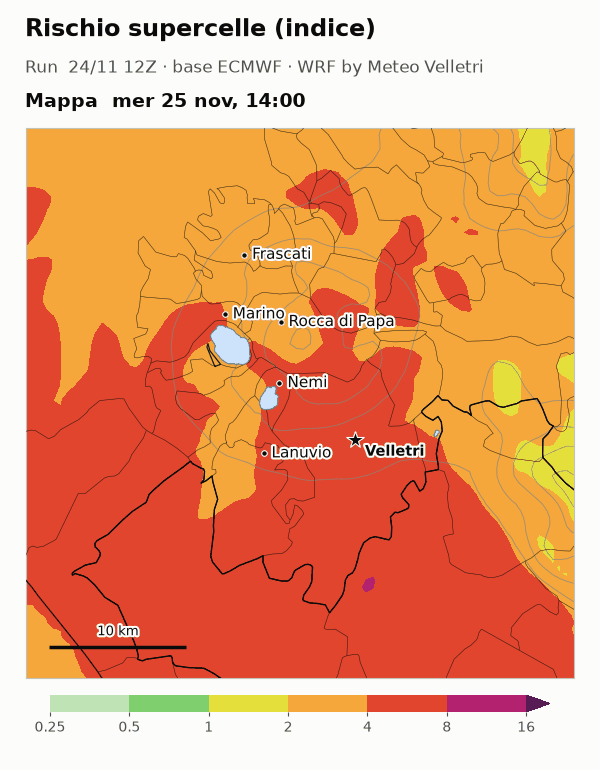 Rischio supercelle (indice)
Run  24/11 12Z · base ECMWF · WRF by Meteo Velletri
Mappa  mer 25 nov, 14:00
Frascati
Marino
Rocca di Papa
Nemi
Velletri
Lanuvio
10 km
0.25 0.5 1 2 4 8 16